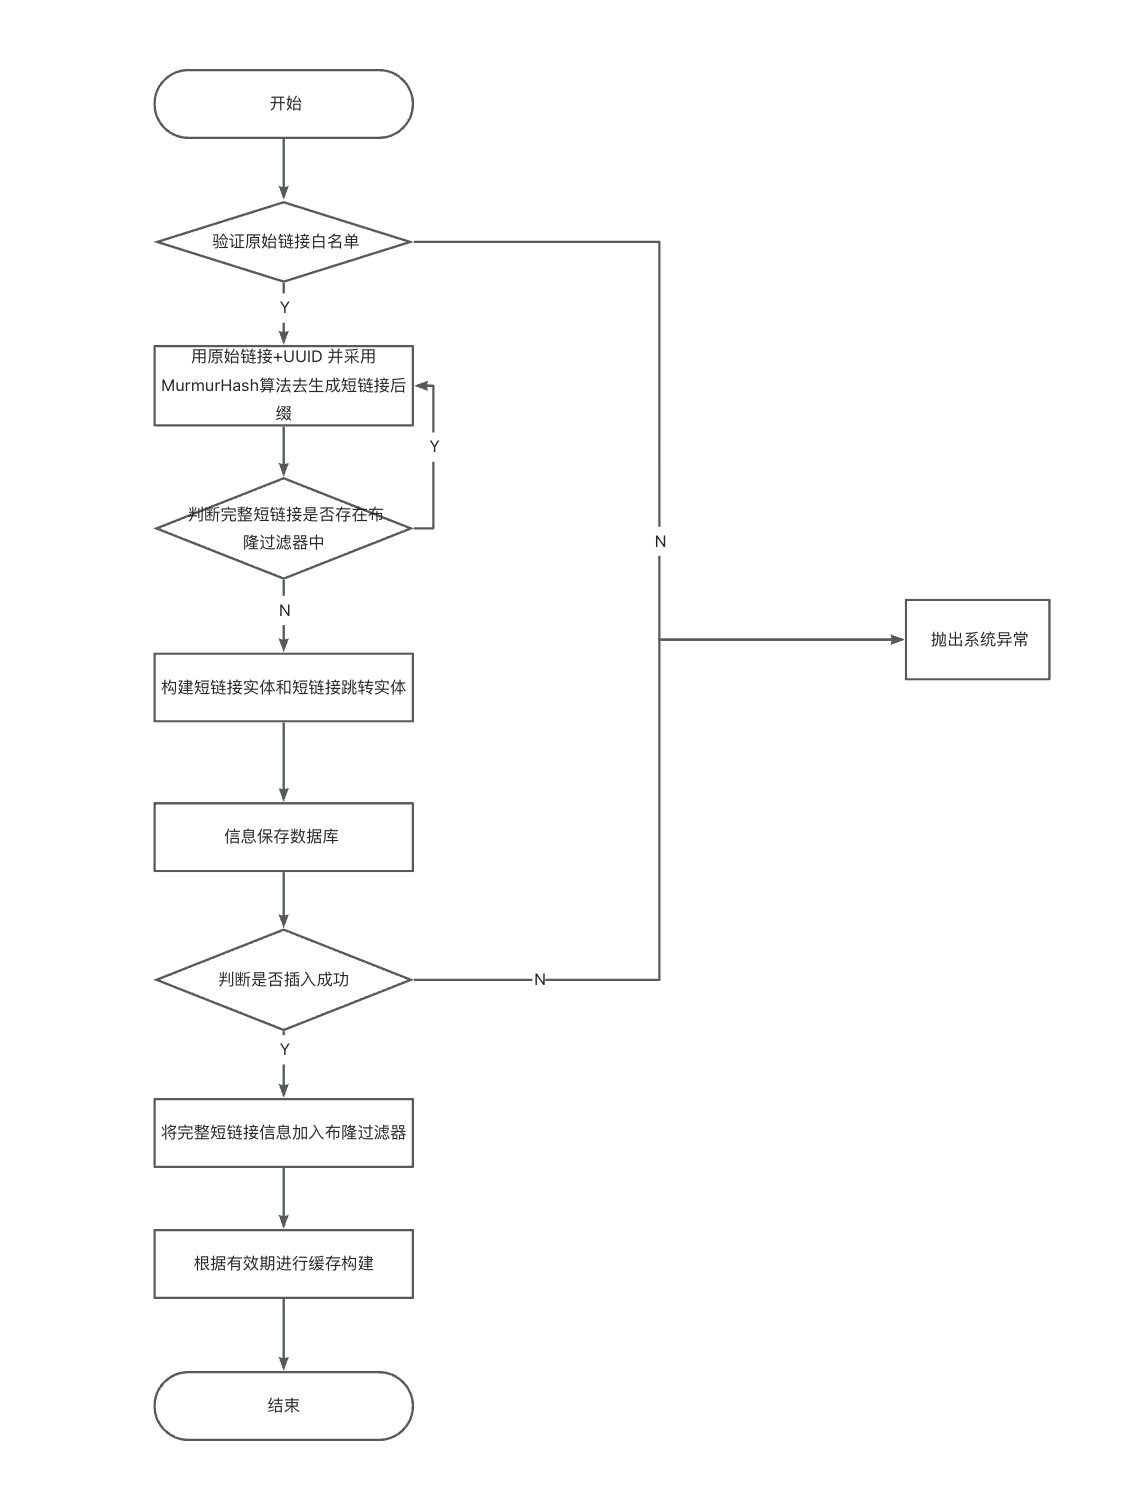 开始
验证原始链接白名单
Y
用原始链接+UUID 并采用
MurmurHash算法去生成短链接后
缀
Y
判断完整短链接是否存在布
隆过滤器中
N
N
抛出系统异常
构建短链接实体和短链接跳转实体
信息保存数据库
判断是否插入成功
N
Y
将完整短链接信息加入布隆过滤器
根据有效期进行缓存构建
结束